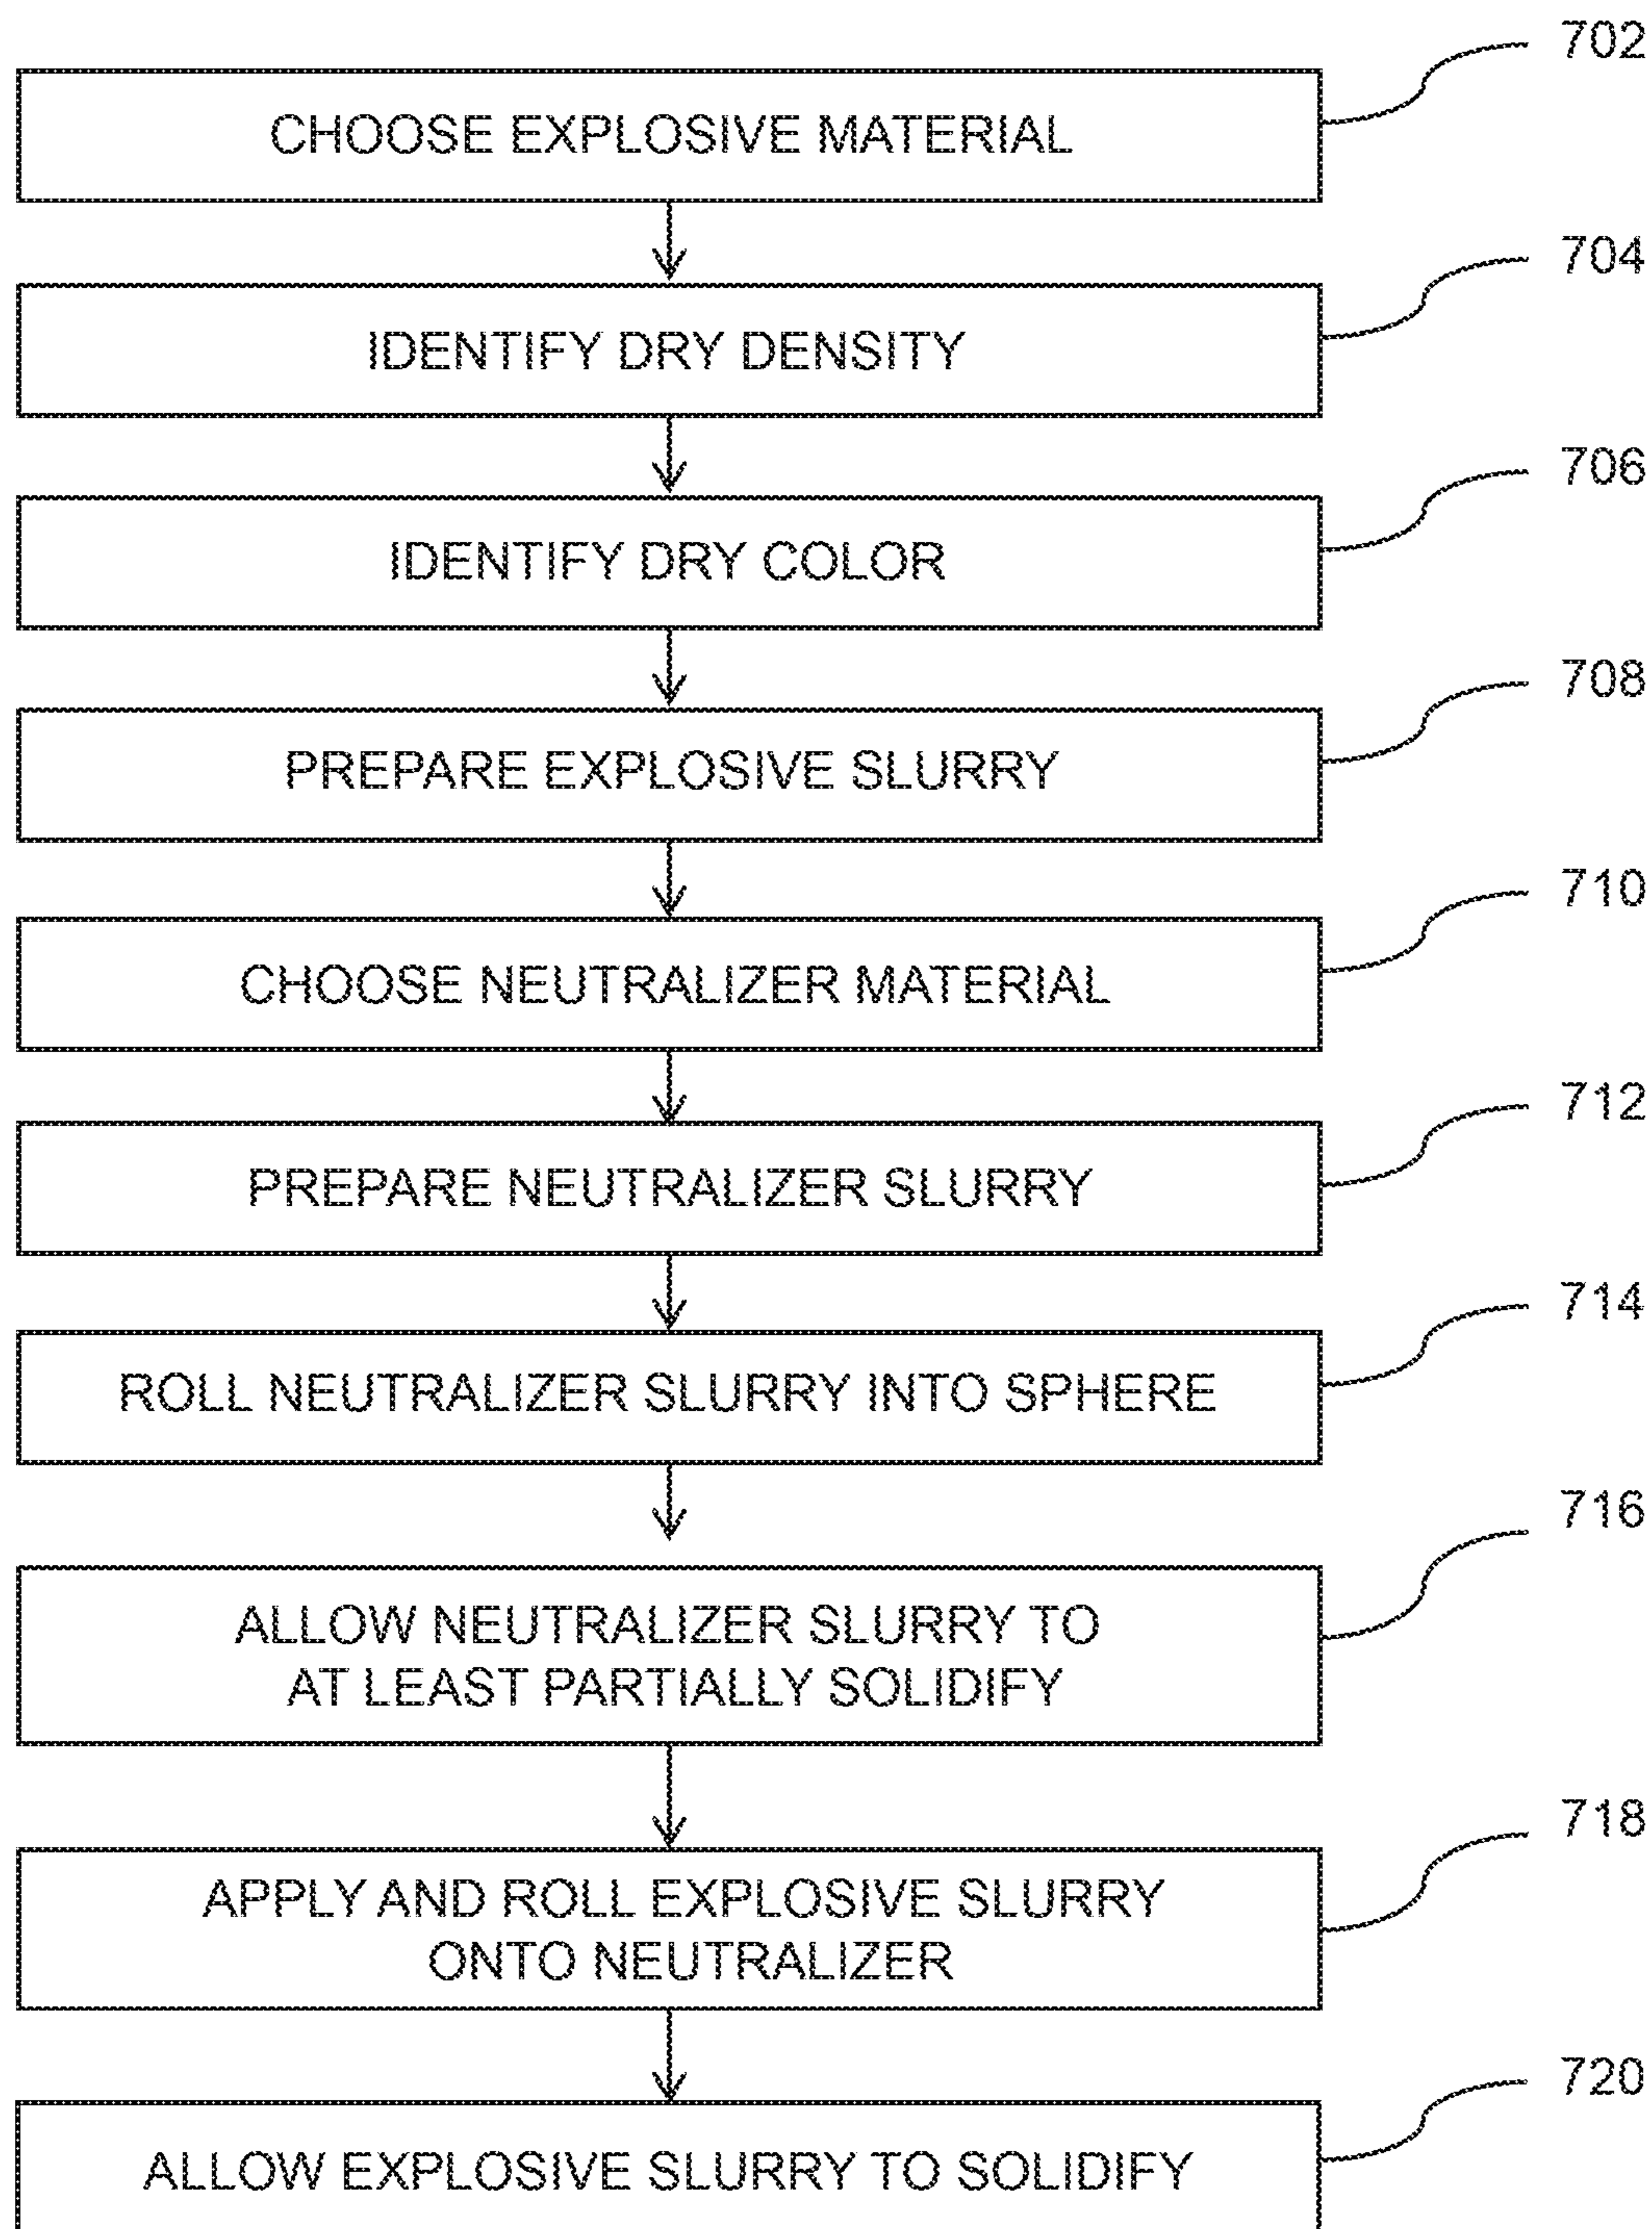 702
CHOOSE EXPLOSIVE MATERIAL
704
IDENTIFY DRY DENSITY
706
IDENTIFY DRY COLOR
708
PREPARE EXPLOSIVE SLURRY
710
CHOOSE NEUTRALIZER MATERIAL
712
PREPARE NEUTRALIZER SLURRY
714
ROLL NEUTRALIZER SLURRY INTO SPHERE
716
ALLOW NEUTRALIZER SLURRY TO
AT LEAST PARTIALLY SOLIDIFY
718
APPLY AND ROLL EXPLOSIVE SLURRY
ONTO NEUTRALIZER
720
ALLOW EXPLOSIVE SLURRY TO SOLIDIFY